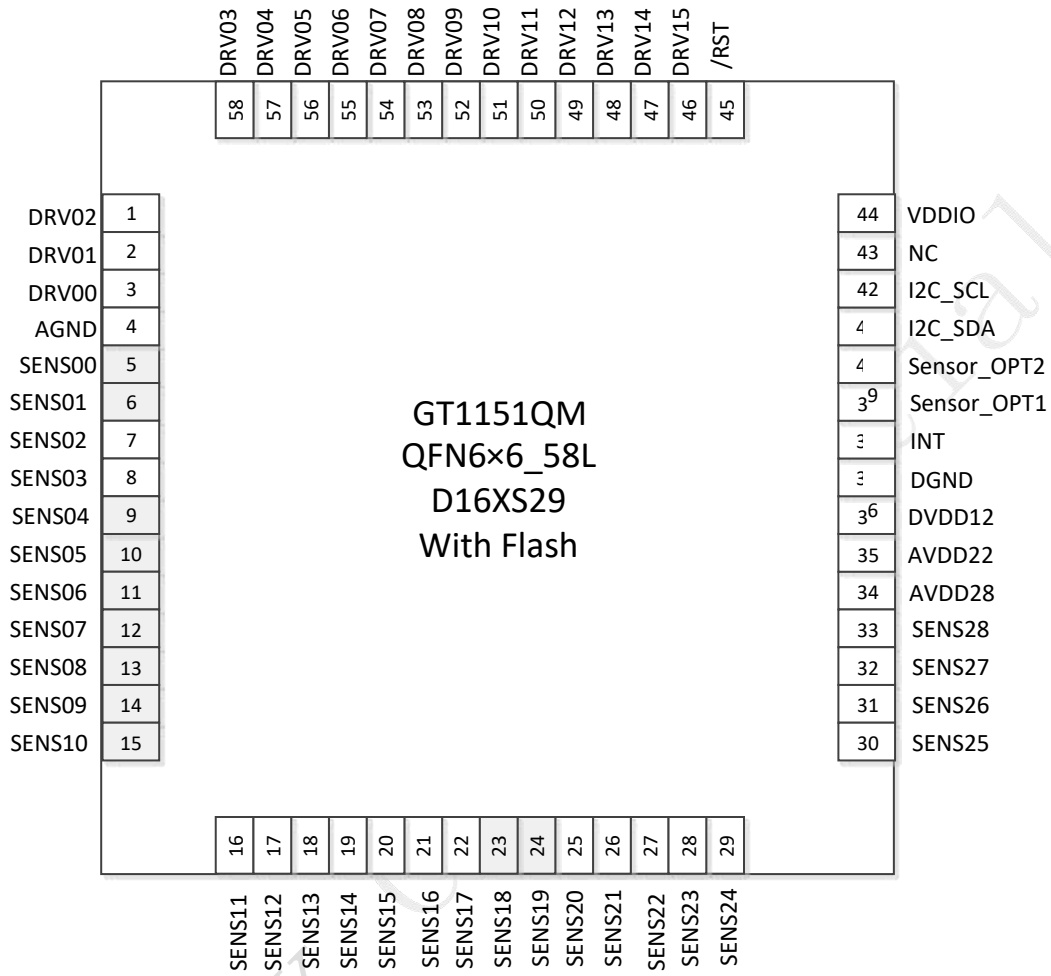 DRV03 DRV04 DRV05 DRV06 DRV07 DRV08 DRV09 DRV10 DRV11 DRV12 DRV13 DRV14 DRV15 /RST
58 57 56 55 54 53 52 51 50 49 48 47 46 45
DRV02 1
DRV01 2
DRV00 3
AGND 4
SENS00 5
SENS01 6
SENS02 7
SENS03 8
SENS04 9
SENS05 10
SENS06 11
SENS07 12
SENS08 13
SENS09 14
SENS10 15
GT1151QM
QFN6×6_58L
D16XS29
With Flash
44 VDDIO
43 NC
42 I2C_SCL
4 I2C_SDA
4 Sensor_OPT2
39 Sensor_OPT1
3 INT
3 DGND
36 DVDD12
35 AVDD22
34 AVDD28
33 SENS28
32 SENS27
31 SENS26
30 SENS25
16 17 18 19 20 21 22 23 24 25 26 27 28 29
SENS11 SENS12 SENS13 SENS14 SENS15 SENS16 SENS17 SENS18 SENS19 SENS20 SENS21 SENS22 SENS23 SENS24